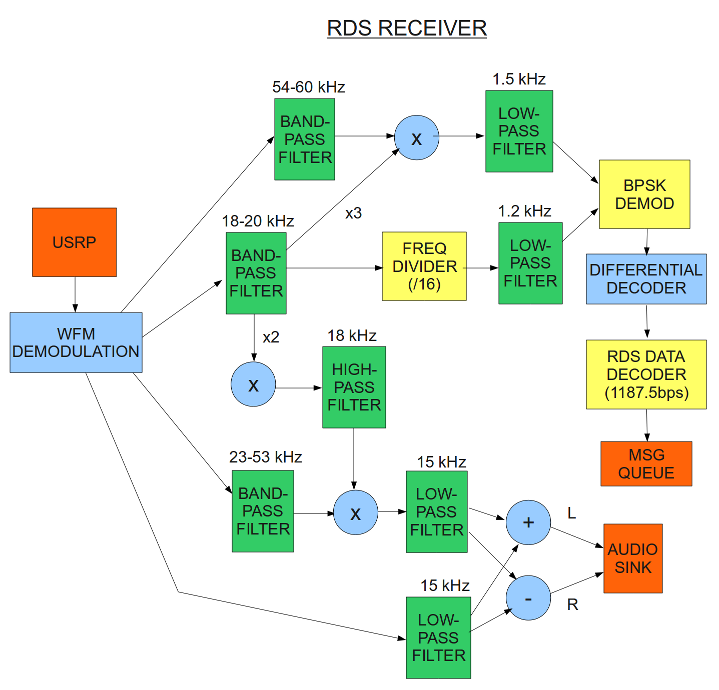 RDS RECEIVER
54-60 kHz
BAND-
PASS
FILTER
X
1.5 kHz
LOW-
PASS
FILTER
BPSK
DEMOD
x3
18-20 kHz
BAND-
PASS
FILTER
FREQ
DIVIDER
(/16)
1.2 kHz
LOW-
PASS
FILTER
USRP
DIFFERENTIAL
DECODER
WFM
DEMODULATION
x2
X
18 kHz
HIGH-
PASS
FILTER
RDS DATA
DECODER
(1187.5bps)
MSG
QUEUE
23-53 kHz
BAND-
PASS
FILTER
X
15 kHz
LOW-
PASS
FILTER
+
L
AUDIO
SINK
15 kHz
LOW-
PASS
FILTER
-
R